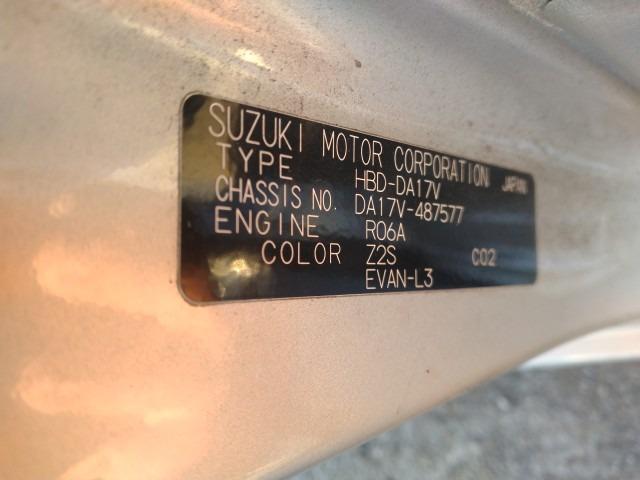 SUZUKI MOTOR CORPORATION JAPAN
TYPE HBD-DA17V
CHASSIS NO. DA17V-487577
ENGINE R06A
COLOR Z2S C02
EVAN-L3